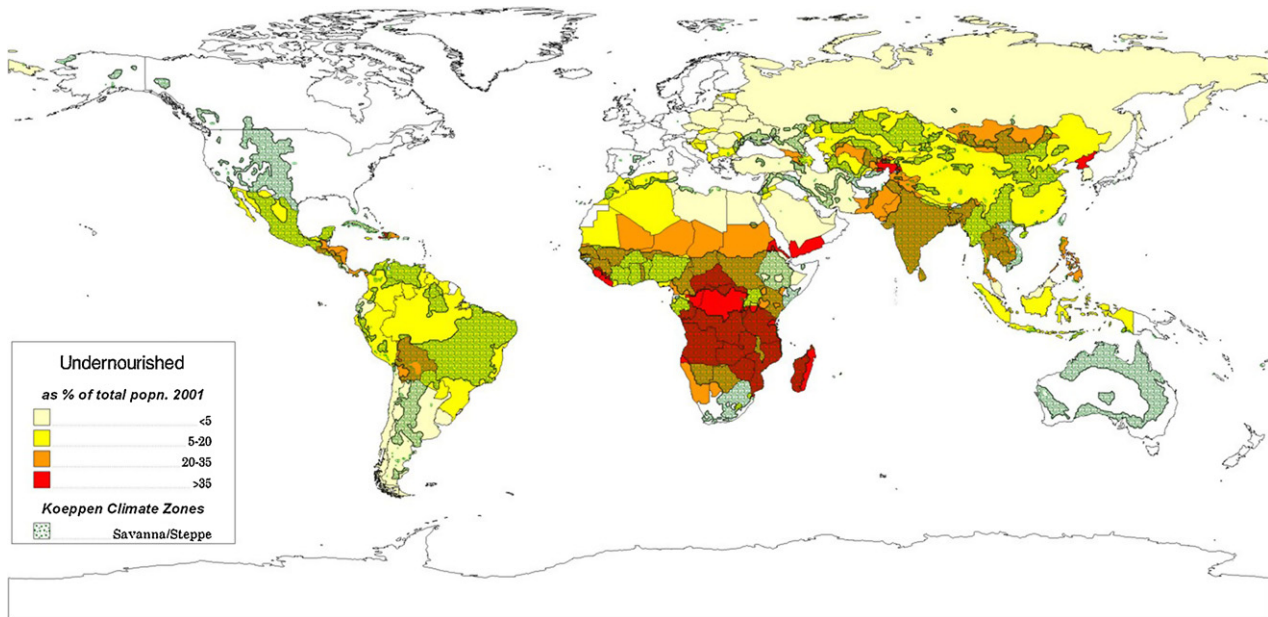 Undernourished
as % of total popn. 2001
<5
5-20
20-35
>35
Koeppen Climate Zones
Savanna/Steppe